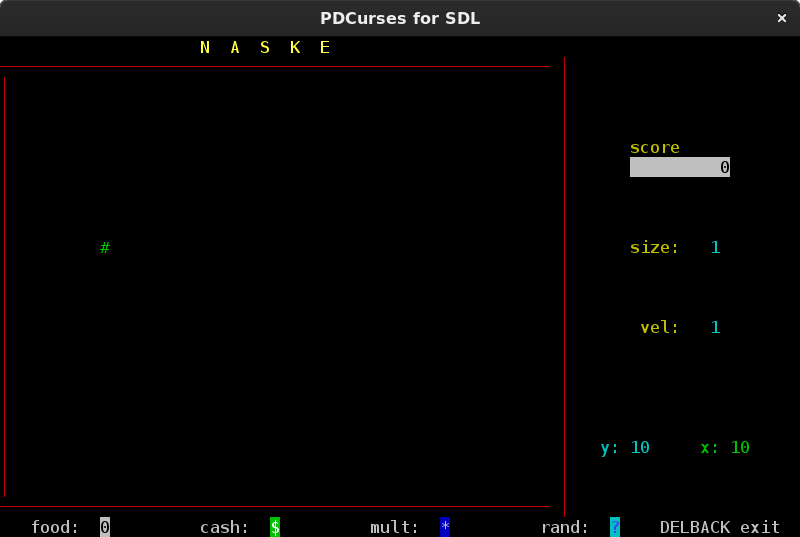 PDCurses for SDL ×
N A S K E
score
0
#
size: 1
vel: 1
y: 10 x: 10
food: 0 cash: $ mult: * rand: ? DELBACK exit